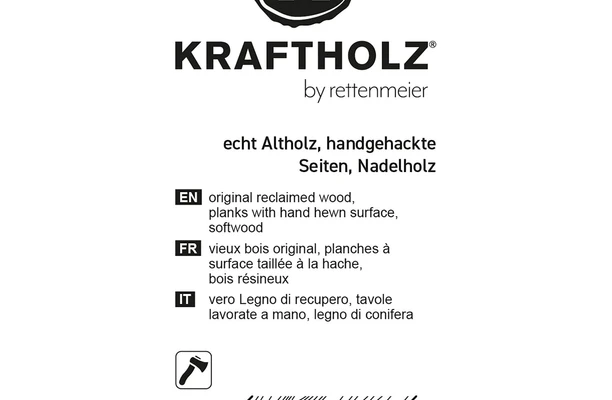 KRAFTHOLZ®
by rettenmeier
echt Altholz, handgehackte
Seiten, Nadelholz
EN original reclaimed wood,
planks with hand hewn surface,
softwood
FR vieux bois original, planches à
surface taillée à la hache,
bois résineux
IT vero Legno di recupero, tavole
lavorate a mano, legno di conifera